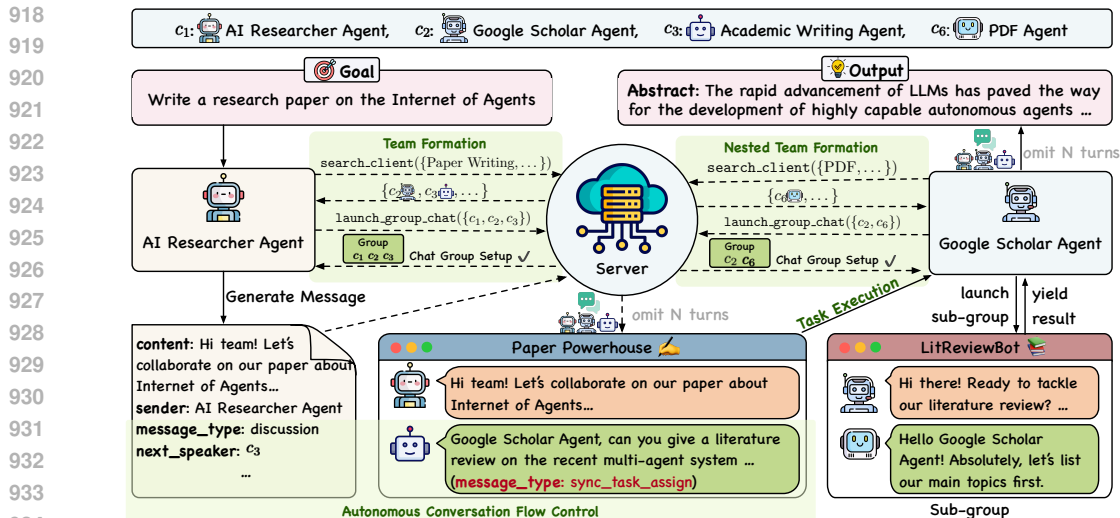 918
919
920
921
922
923
924
925
926
927
928
929
930
931
932
933
c₁: AI Researcher Agent, c₂: Google Scholar Agent, c₃: Academic Writing Agent, c₆: PDF Agent
Goal
Write a research paper on the Internet of Agents
Output
Abstract: The rapid advancement of LLMs has paved the way
for the development of highly capable autonomous agents ...
Team Formation
search_client({Paper Writing,...})
{c₂, c₃,...}
launch_group_chat({c₁, c₂, c₃})
Group
c₁ c₂ c₃
Chat Group Setup ✓
AI Researcher Agent
Server
Nested Team Formation
search_client({PDF,...})
{c₆,...}
launch_group_chat({c₂, c₆})
Group
c₂ c₆
Chat Group Setup ✓
omit N turns
Google Scholar Agent
Generate Message
omit N turns
Task Execution
launch
sub-group
yield
result
content: Hi team! Let's
collaborate on our paper about
Internet of Agents...
sender: AI Researcher Agent
message_type: discussion
next_speaker: c₃
...
Paper Powerhouse ✍️
Hi team! Let's collaborate on our paper about
Internet of Agents...
Google Scholar Agent, can you give a literature
review on the recent multi-agent system ...
(message_type: sync_task_assign)
LitReviewBot 📚
Hi there! Ready to tackle
our literature review? ...
Hello Google Scholar
Agent! Absolutely, let's list
our main topics first.
Autonomous Conversation Flow Control
Sub-group